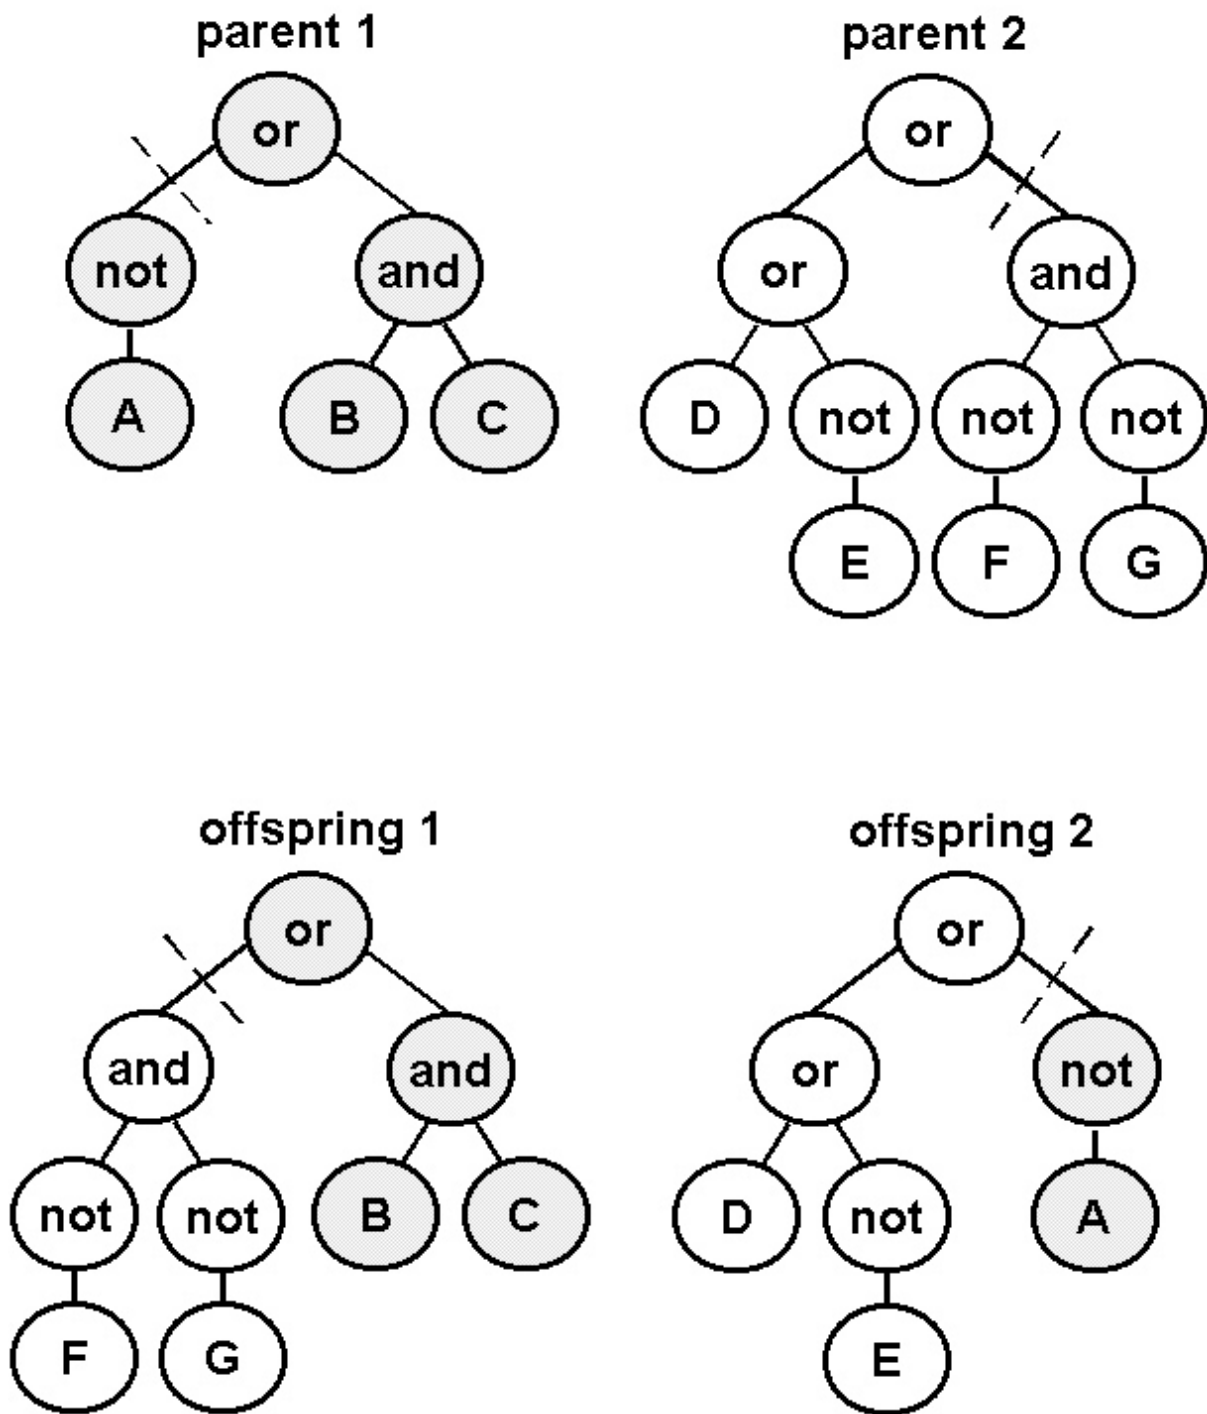 parent 1 parent 2
or or
not and or and
A B C D not not not
E F G
offspring 1 offspring 2
or or
and and or not
not not B C D not A
F G E